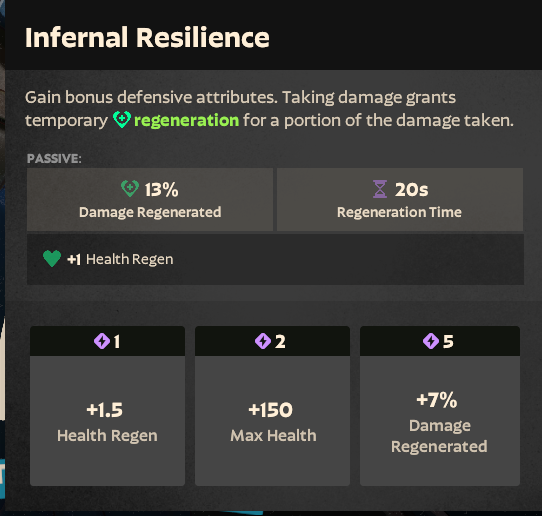 Infernal Resilience
Gain bonus defensive attributes. Taking damage grants
temporary regeneration for a portion of the damage taken.
PASSIVE:
13%
Damage Regenerated
20s
Regeneration Time
+1 Health Regen
1
+1.5
Health Regen
2
+150
Max Health
5
+7%
Damage
Regenerated